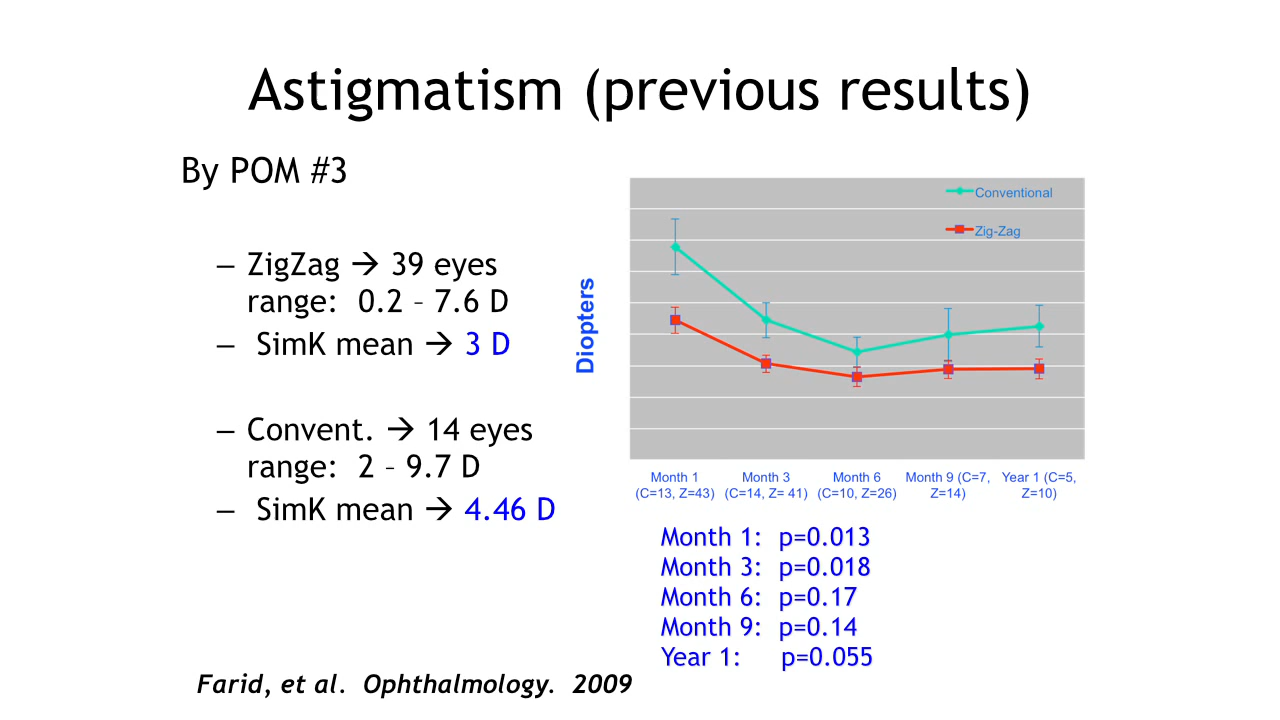 Astigmatism (previous results)
By POM #3
– ZigZag → 39 eyes
range:  0.2 – 7.6 D
–  SimK mean → 3 D
– Convent. → 14 eyes
range:  2 – 9.7 D
–  SimK mean → 4.46 D
Diopters
Conventional
Zig-Zag
Month 1
(C=13, Z=43)
Month 3
(C=14, Z= 41)
Month 6
(C=10, Z=26)
Month 9 (C=7,
Z=14)
Year 1 (C=5,
Z=10)
Month 1:  p=0.013
Month 3:  p=0.018
Month 6:  p=0.17
Month 9:  p=0.14
Year 1:     p=0.055
Farid, et al.  Ophthalmology.  2009